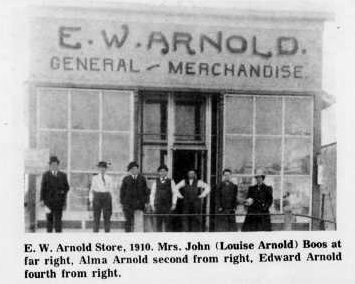 E. W. ARNOLD.
GENERAL — MERCHANDISE.
E. W. Arnold Store, 1910. Mrs. John (Louise Arnold) Boos at
far right, Alma Arnold second from right, Edward Arnold
fourth from right.